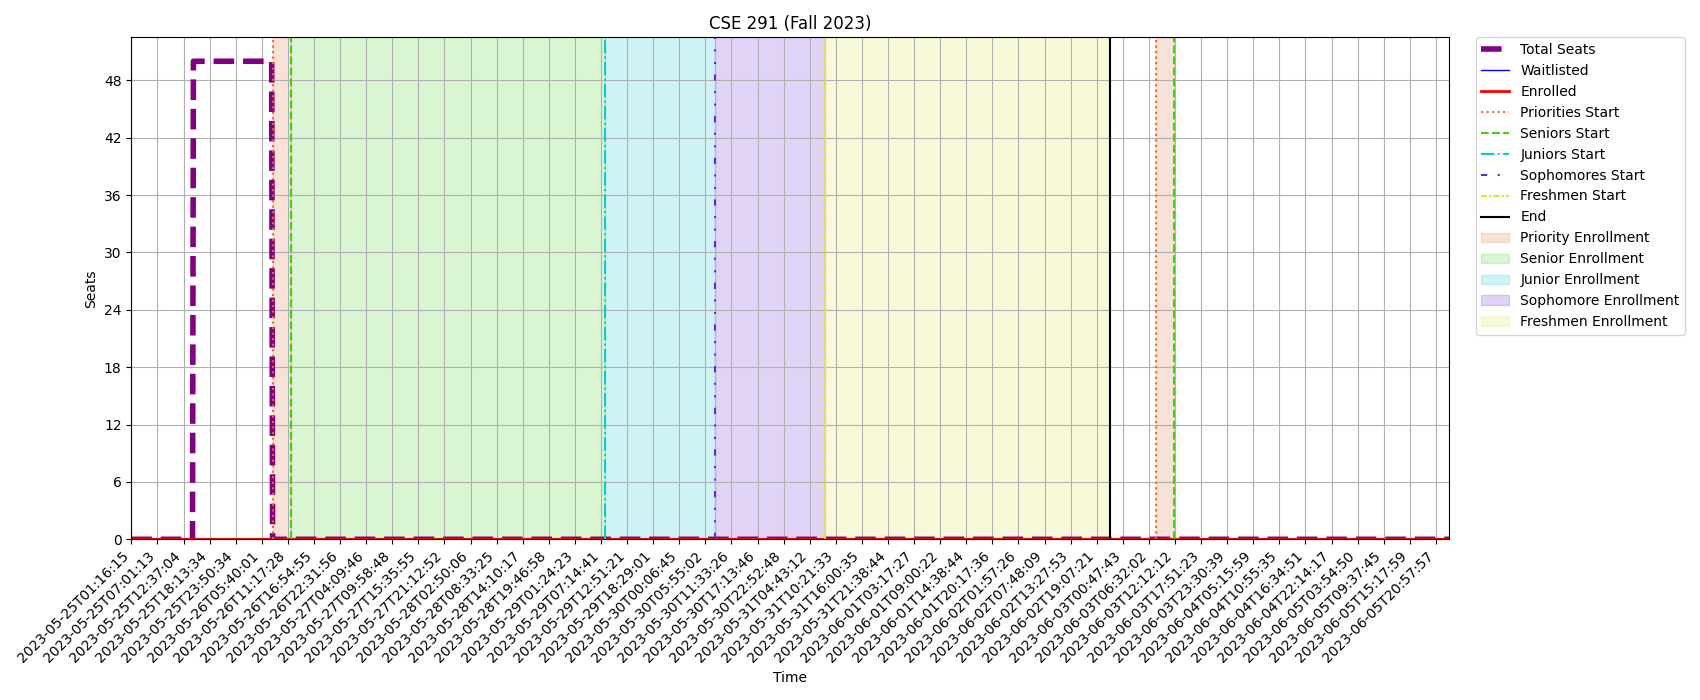 CSE 291 (Fall 2023)
Seats
48
42
36
30
24
18
12
6
0
2023-05-25T01:16:15
2023-05-25T07:01:13
2023-05-25T12:37:04
2023-05-25T18:13:34
2023-05-25T23:50:34
2023-05-26T05:40:01
2023-05-26T11:17:28
2023-05-26T16:54:55
2023-05-26T22:31:56
2023-05-27T04:09:46
2023-05-27T09:58:48
2023-05-27T15:35:55
2023-05-27T21:12:52
2023-05-28T02:50:06
2023-05-28T08:33:25
2023-05-28T14:10:17
2023-05-28T19:46:58
2023-05-29T01:24:23
2023-05-29T07:14:41
2023-05-29T12:51:21
2023-05-29T18:29:01
2023-05-30T00:06:45
2023-05-30T05:55:02
2023-05-30T11:33:26
2023-05-30T17:13:46
2023-05-30T22:52:48
2023-05-31T04:43:12
2023-05-31T10:21:33
2023-05-31T16:00:35
2023-05-31T21:38:44
2023-06-01T03:17:27
2023-06-01T09:00:22
2023-06-01T14:38:44
2023-06-01T20:17:36
2023-06-02T01:57:26
2023-06-02T07:48:09
2023-06-02T13:27:53
2023-06-02T19:07:21
2023-06-03T00:47:43
2023-06-03T06:32:02
2023-06-03T12:12:12
2023-06-03T17:51:23
2023-06-03T23:30:39
2023-06-04T05:15:59
2023-06-04T10:55:35
2023-06-04T16:34:51
2023-06-04T22:14:17
2023-06-05T03:54:50
2023-06-05T09:37:45
2023-06-05T15:17:59
2023-06-05T20:57:57
Time
Total Seats
Waitlisted
Enrolled
Priorities Start
Seniors Start
Juniors Start
Sophomores Start
Freshmen Start
End
Priority Enrollment
Senior Enrollment
Junior Enrollment
Sophomore Enrollment
Freshmen Enrollment